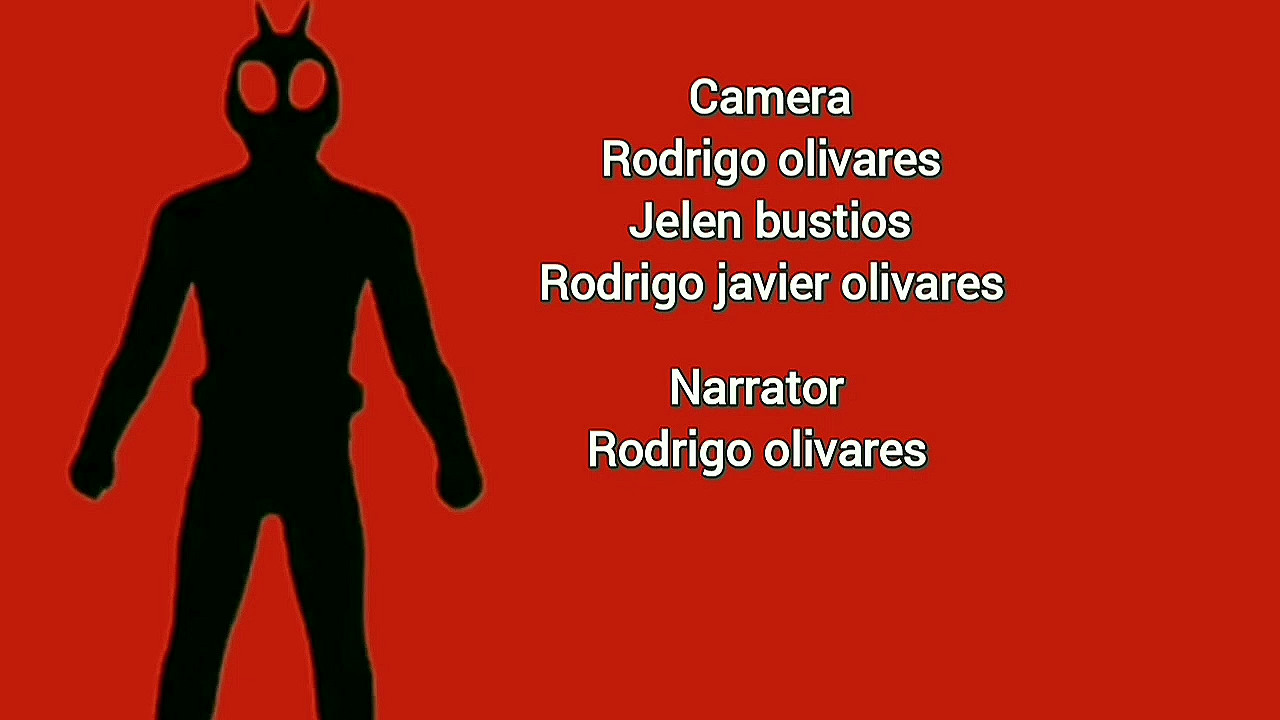 Camera
Rodrigo olivares
Jelen bustios
Rodrigo javier olivares
Narrator
Rodrigo olivares